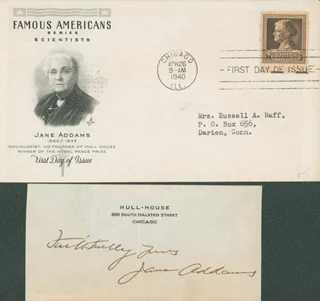 FAMOUS AMERICANS
SERIES
SCIENTISTS
JANE ADDAMS
1860 1935
SOCIOLOGIST, CO-FOUNDER OF HULL HOUSE
WINNER OF THE NOBEL PEACE PRIZE
First Day of Issue
CHICAGO
APR 26
9-AM
1940
ILL.
FIRST DAY OF ISSUE
Mrs. Russell A. Haff,
P. O. Box 656,
Darien, Conn.
HULL-HOUSE
800 SOUTH HALSTED STREET
CHICAGO
Faithfully yours
Jane Addams